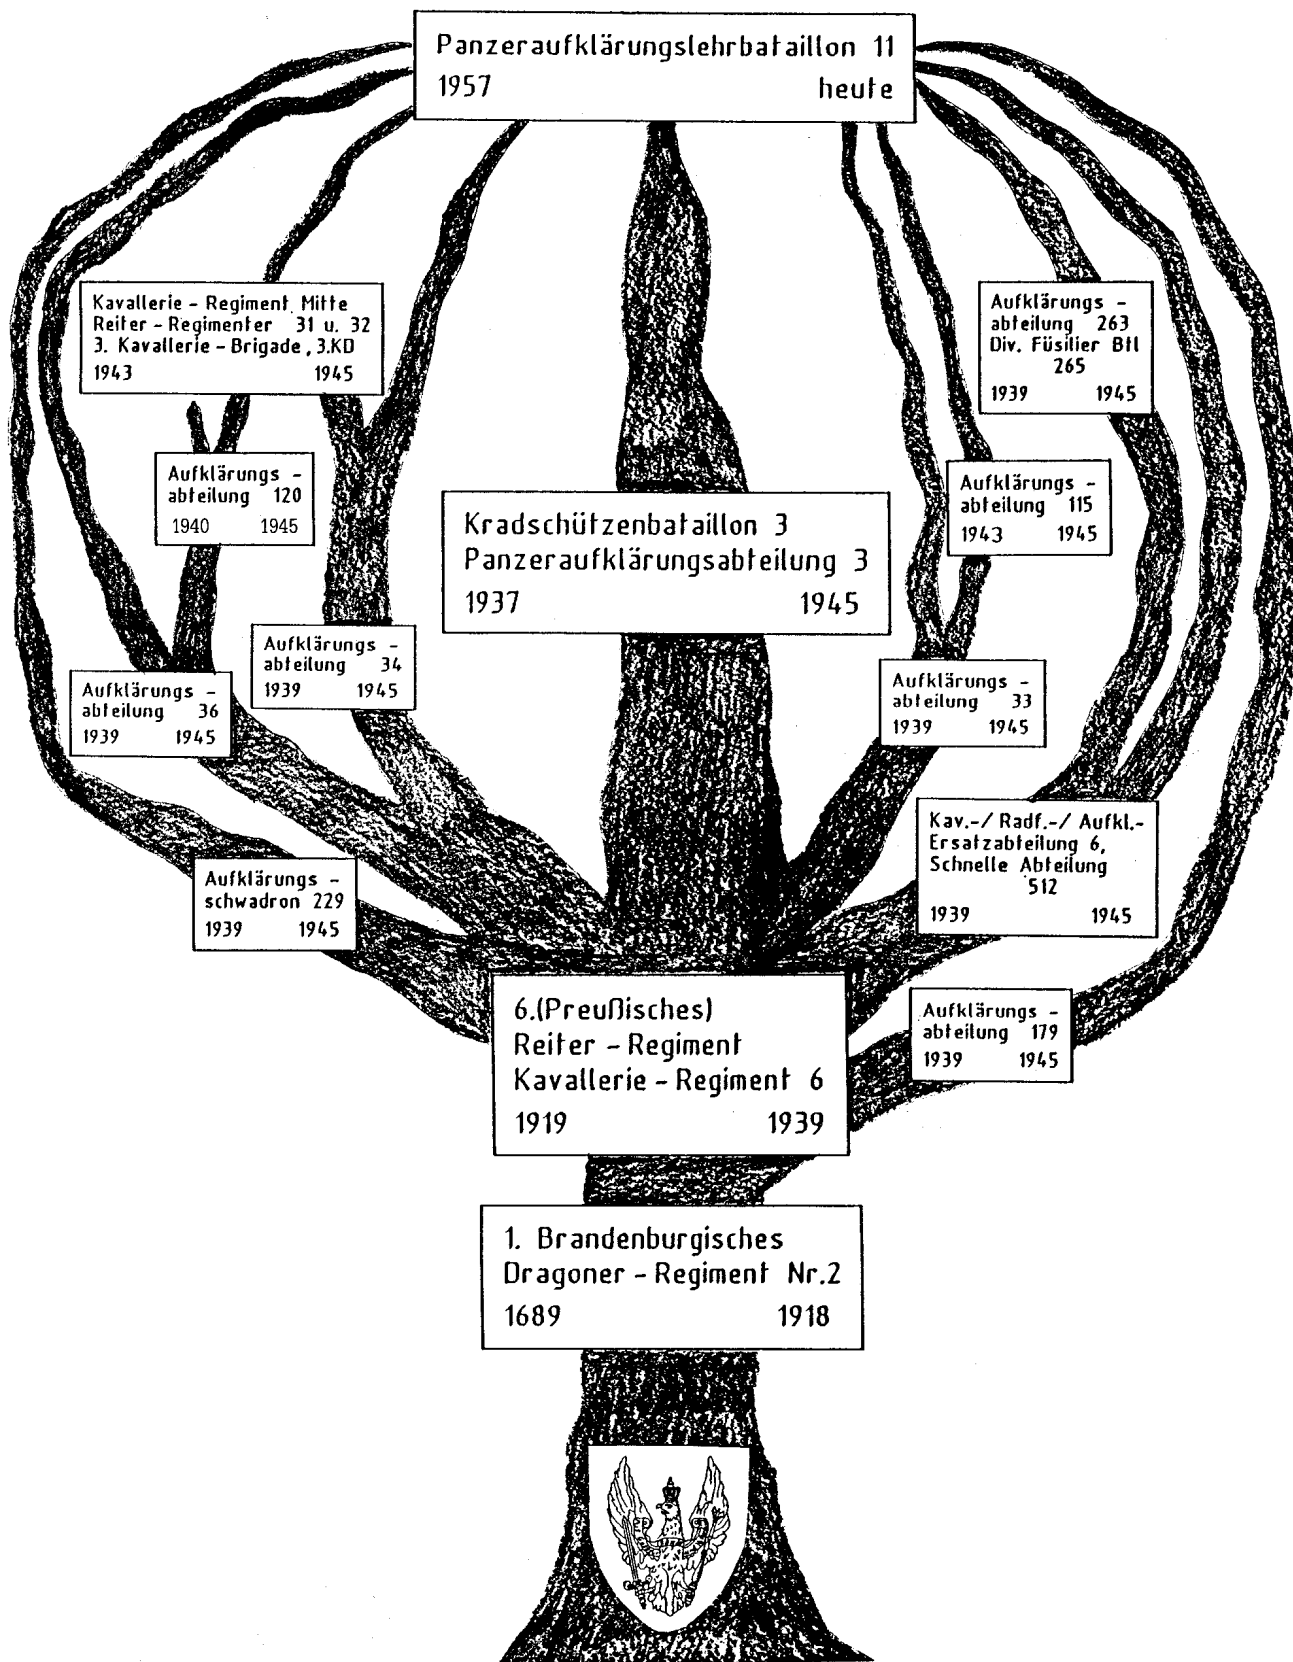 Panzeraufklärungslehrbataillon 11
1957 heute
Kavallerie - Regiment Mitte
Reiter - Regimenter 31 u. 32
3. Kavallerie - Brigade, 3.KD
1943 1945
Aufklärungs -
abteilung 263
Div. Füsilier Btl
265
1939 1945
Aufklärungs -
abteilung 120
1940 1945
Aufklärungs -
abteilung 115
1943 1945
Kradschützenbataillon 3
Panzeraufklärungsabteilung 3
1937 1945
Aufklärungs -
abteilung 34
1939 1945
Aufklärungs -
abteilung 36
1939 1945
Aufklärungs -
abteilung 33
1939 1945
Kav.-/ Radf.-/ Aufkl.-
Ersatzabteilung 6,
Schnelle Abteilung
512
1939 1945
Aufklärungs -
schwadron 229
1939 1945
6.(Preußisches)
Reiter - Regiment
Kavallerie - Regiment 6
1919 1939
Aufklärungs -
abteilung 179
1939 1945
1. Brandenburgisches
Dragoner - Regiment Nr.2
1689 1918